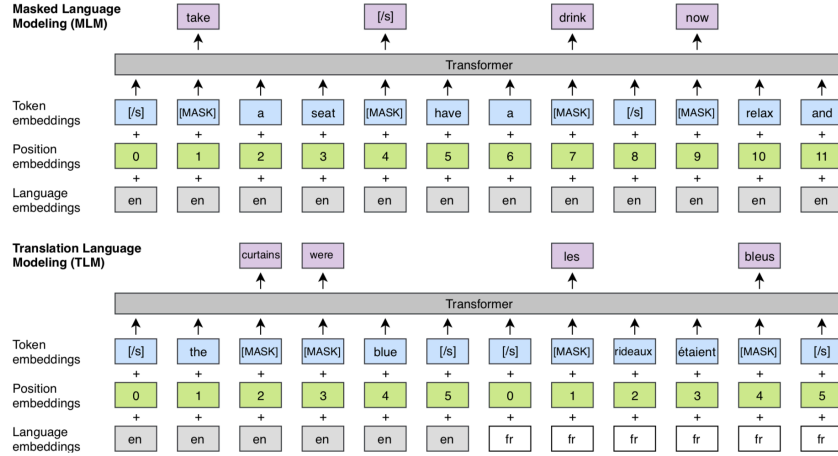 Masked Language
Modeling (MLM)
take [/s] drink now
Transformer
Token
embeddings
[/s] [MASK] a seat [MASK] have a [MASK] [/s] [MASK] relax and
+ + + + + + + + + + + +
Position
embeddings
0 1 2 3 4 5 6 7 8 9 10 11
+ + + + + + + + + + + +
Language
embeddings
en en en en en en en en en en en en
Translation Language
Modeling (TLM)
curtains were les bleus
Transformer
Token
embeddings
[/s] the [MASK] [MASK] blue [/s] [/s] [MASK] rideaux étaient [MASK] [/s]
+ + + + + + + + + + + +
Position
embeddings
0 1 2 3 4 5 0 1 2 3 4 5
+ + + + + + + + + + + +
Language
embeddings
en en en en en en fr fr fr fr fr fr